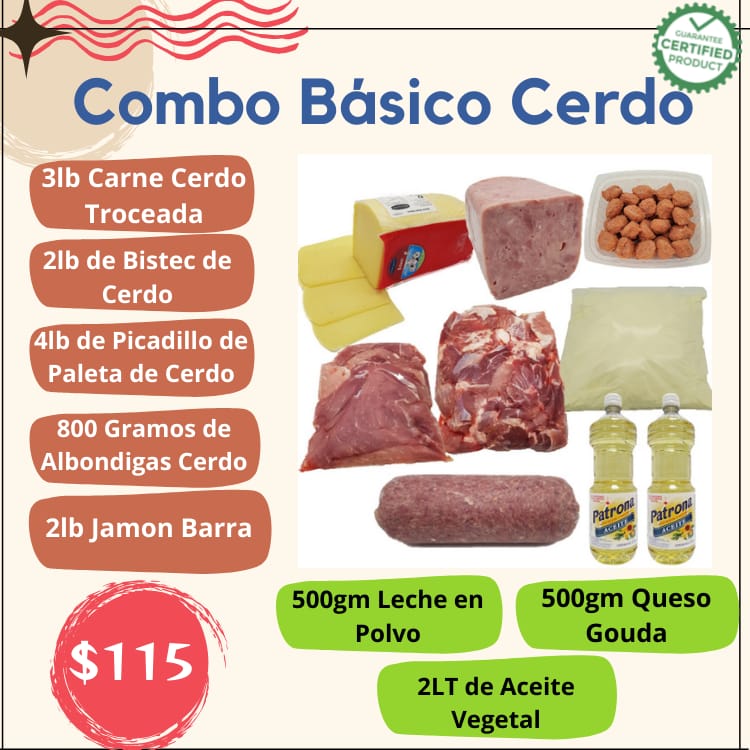 GUARANTEE
CERTIFIED
PRODUCT
Combo Básico Cerdo
3lb Carne Cerdo
Troceada
2lb de Bistec de
Cerdo
4lb de Picadillo de
Paleta de Cerdo
800 Gramos de
Albondigas Cerdo
2lb Jamon Barra
Patrona
ACEITE
Patrona
ACEITE
500gm Leche en
Polvo
500gm Queso
Gouda
$115
2LT de Aceite
Vegetal